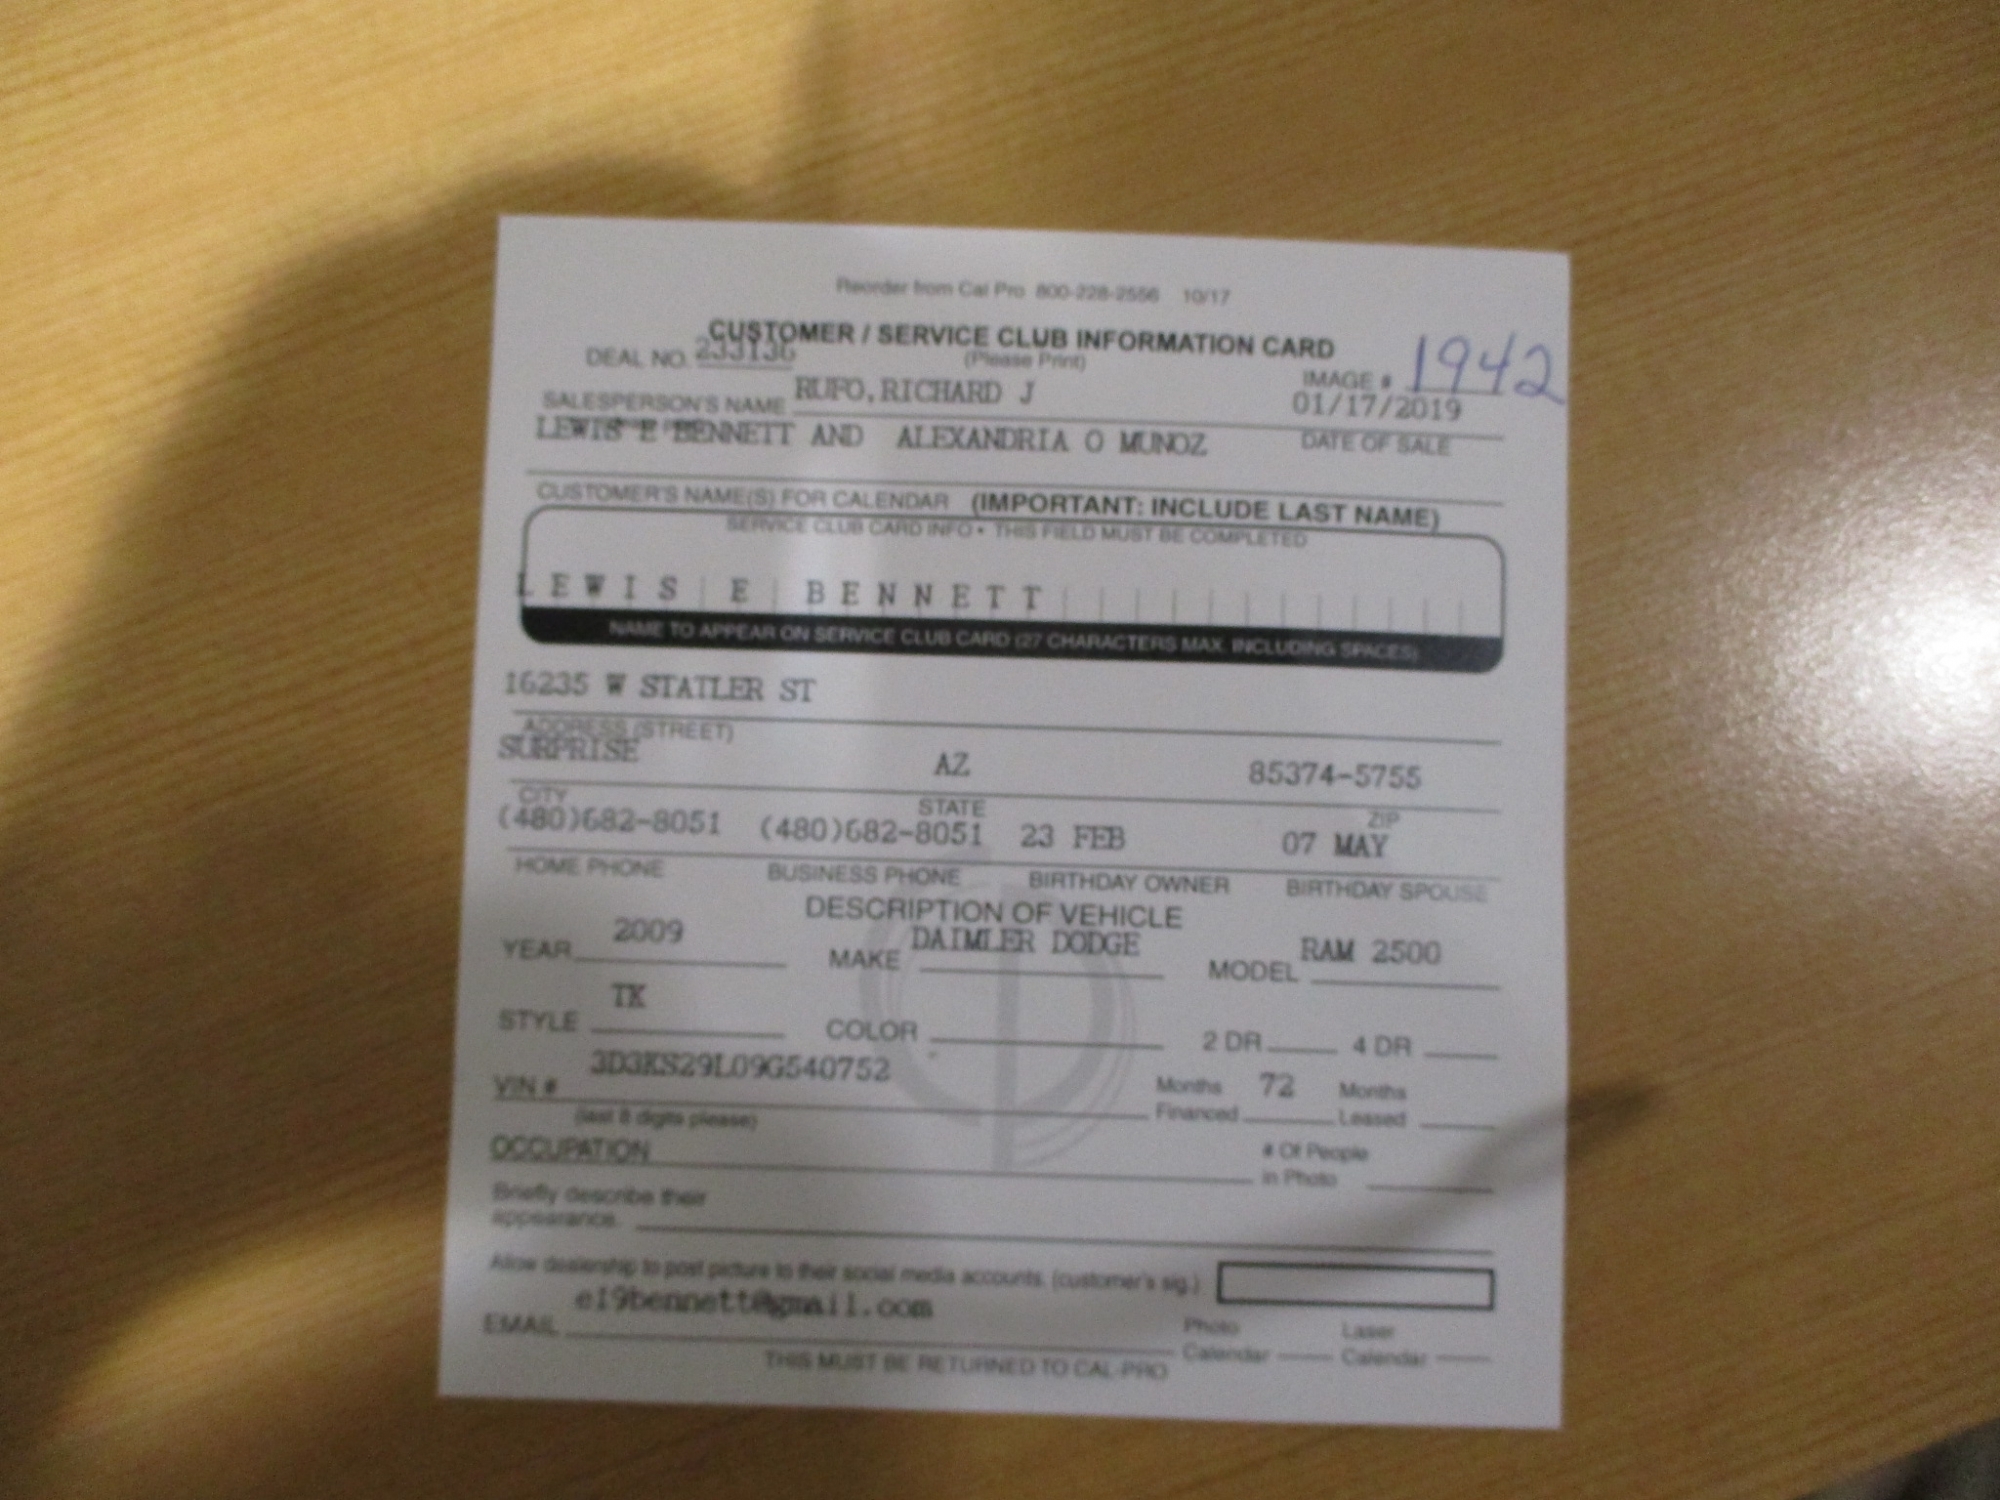 Reorder from Cal Pro 800-228-2556 10/17
CUSTOMER / SERVICE CLUB INFORMATION CARD
DEAL NO. 233136 (Please Print)
IMAGE # 1942
SALESPERSON'S NAME RUFO,RICHARD J 01/17/2019
LEWIS E BENNETT AND ALEXANDRIA O MUNOZ DATE OF SALE
CUSTOMER'S NAME(S) FOR CALENDAR (IMPORTANT: INCLUDE LAST NAME)
SERVICE CLUB CARD INFO • THIS FIELD MUST BE COMPLETED
LEWIS E BENNETT
NAME TO APPEAR ON SERVICE CLUB CARD (27 CHARACTERS MAX. INCLUDING SPACES)
16235 W STATLER ST
ADDRESS (STREET)
SURPRISE AZ 85374-5755
CITY STATE ZIP
(480)682-8051 (480)682-8051 23 FEB 07 MAY
HOME PHONE BUSINESS PHONE BIRTHDAY OWNER BIRTHDAY SPOUSE
DESCRIPTION OF VEHICLE
YEAR 2009 MAKE DAIMLER DODGE MODEL RAM 2500
STYLE TK COLOR 2 DR 4 DR
VIN # 3D3KS29L09G540752 Months Financed 72 Months Leased
(last 8 digits please)
OCCUPATION # Of People in Photo
Briefly describe their
appearance.
Allow dealership to post picture to their social media accounts. (customer's sig.)
EMAIL el9bennett@gmail.com Photo Calendar Laser Calendar
THIS MUST BE RETURNED TO CAL-PRO